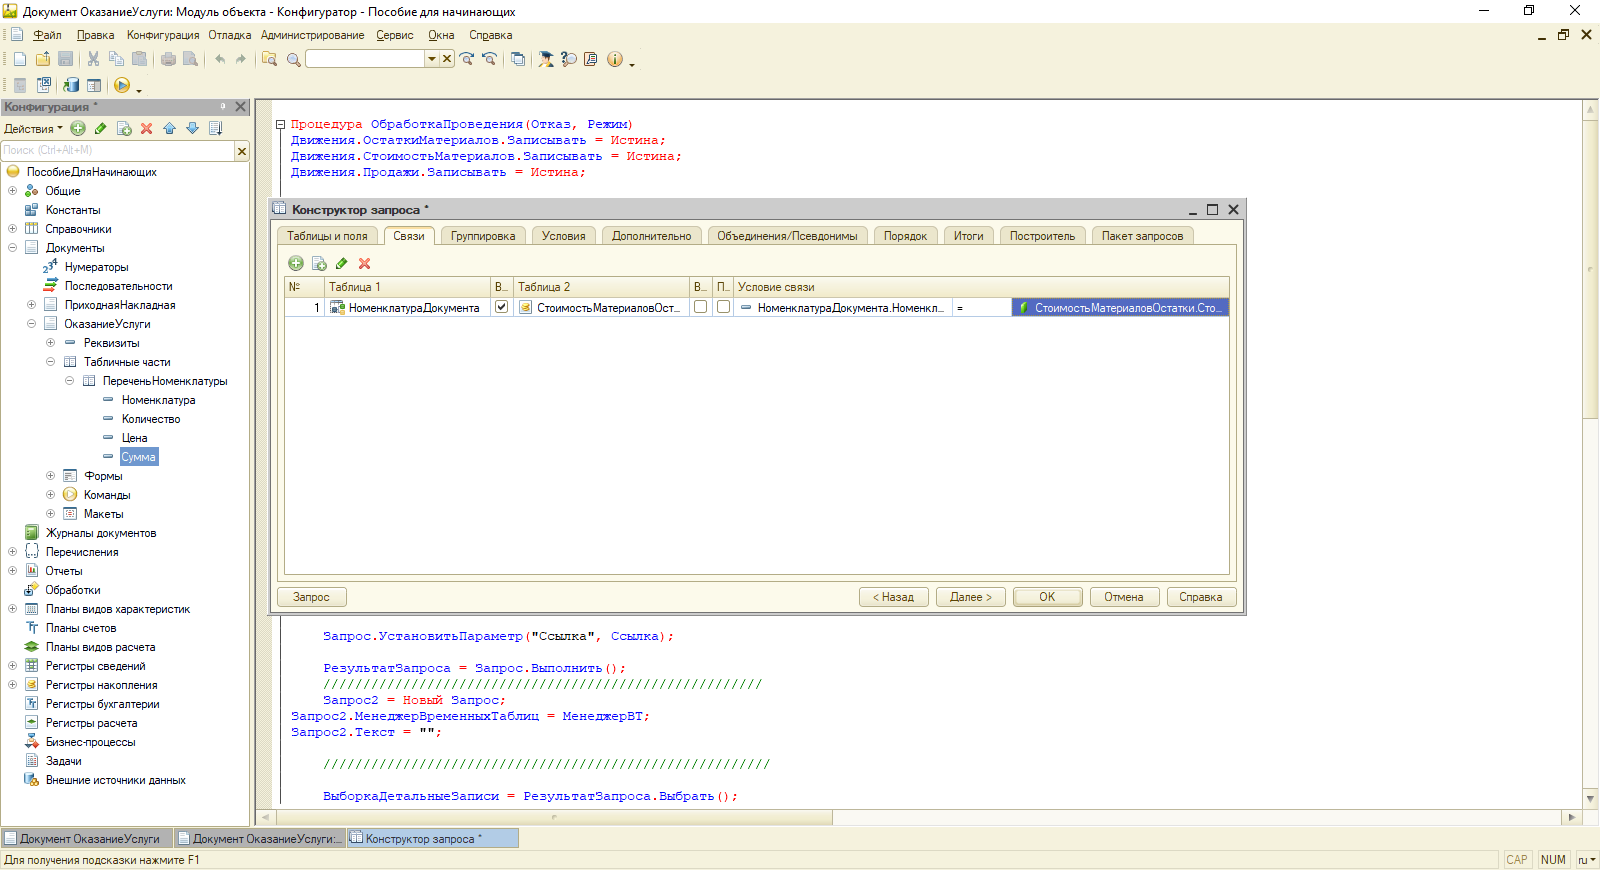 Документ ОказаниеУслуги: Модуль объекта - Конфигуратор - Пособие для начинающих
Файл Правка Конфигурация Отладка Администрирование Сервис Окна Справка
Конфигурация *
Действия
Поиск (Ctrl+Alt+M)
ПособиеДляНачинающих
Общие
Константы
Справочники
Документы
Нумераторы
Последовательности
ПриходнаяНакладная
ОказаниеУслуги
Реквизиты
Табличные части
ПереченьНоменклатуры
Номенклатура
Количество
Цена
Сумма
Формы
Команды
Макеты
Журналы документов
Перечисления
Отчеты
Обработки
Планы видов характеристик
Планы счетов
Планы видов расчета
Регистры сведений
Регистры накопления
Регистры бухгалтерии
Регистры расчета
Бизнес-процессы
Задачи
Внешние источники данных
Процедура ОбработкаПроведения(Отказ, Режим)
Движения.ОстаткиМатериалов.Записывать = Истина;
Движения.СтоимостьМатериалов.Записывать = Истина;
Движения.Продажи.Записывать = Истина;
Конструктор запроса *
Таблицы и поля Связи Группировка Условия Дополнительно Объединения/Псевдонимы Порядок Итоги Построитель Пакет запросов
№ Таблица 1 В... Таблица 2 В... П... Условие связи
1 НоменклатураДокумента СтоимостьМатериаловОст... НоменклатураДокумента.Номенкл... = СтоимостьМатериаловОстатки.Сто...
Запрос < Назад Далее > ОК Отмена Справка
Запрос.УстановитьПараметр("Ссылка", Ссылка);
РезультатЗапроса = Запрос.Выполнить();
///////////////////////////////////////////////////////
Запрос2 = Новый Запрос;
Запрос2.МенеджерВременныхТаблиц = МенеджерВТ;
Запрос2.Текст = "";
////////////////////////////////////////////////////////
ВыборкаДетальныеЗаписи = РезультатЗапроса.Выбрать();
Документ ОказаниеУслуги Документ ОказаниеУслуги:... Конструктор запроса *
Для получения подсказки нажмите F1 CAP NUM ru